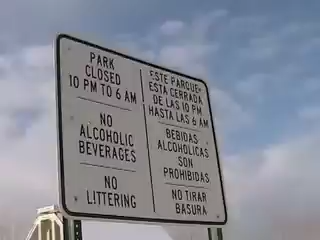 PARK
CLOSED
10 PM TO 6 AM
NO
ALCOHOLIC
BEVERAGES
NO
LITTERING
ESTE PARQUE
ESTA CERRADA
DE LAS 10 PM
HASTA LAS 6 AM
BEBIDAS
ALCOHOLICAS
SON
PROHIBIDAS
NO TIRAR
BASURA